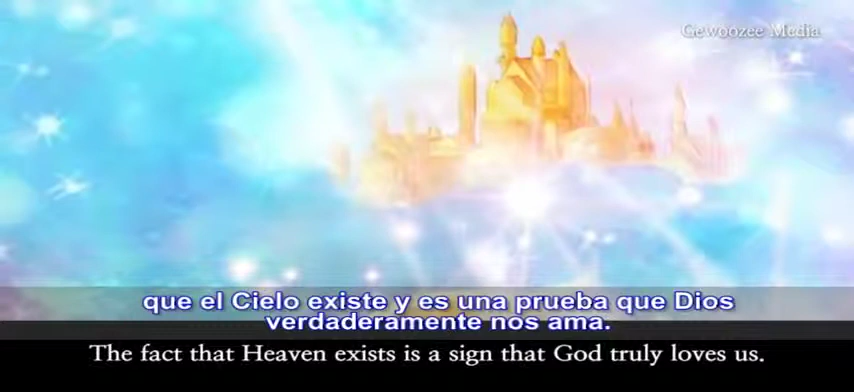 Gewoozee Media
que el Cielo existe y es una prueba que Dios
verdaderamente nos ama.
The fact that Heaven exists is a sign that God truly loves us.